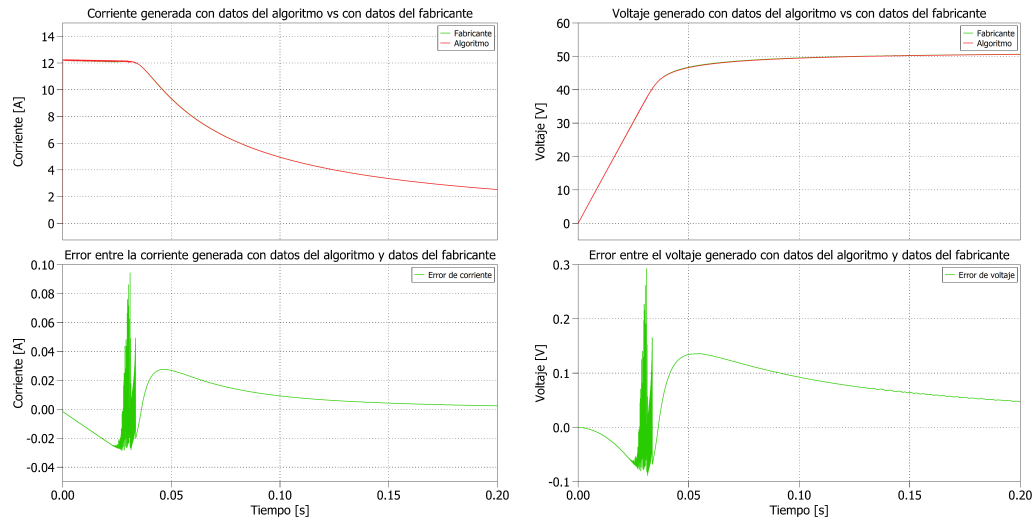 Corriente generada con datos del algoritmo vs con datos del fabricante
14
12
10
8
6
4
2
0
Corriente [A]
Fabricante
Algoritmo
Voltaje generado con datos del algoritmo vs con datos del fabricante
60
50
40
30
20
10
0
Voltaje [V]
Fabricante
Algoritmo
Error entre la corriente generada con datos del algoritmo y datos del fabricante
0.10
0.08
0.06
0.04
0.02
0.00
-0.02
-0.04
Corriente [A]
Error de corriente
0.00 0.05 0.10 0.15 0.20
Tiempo [s]
Error entre el voltaje generado con datos del algoritmo y datos del fabricante
0.3
0.2
0.1
0.0
-0.1
Voltaje [V]
Error de voltaje
0.00 0.05 0.10 0.15 0.20
Tiempo [s]